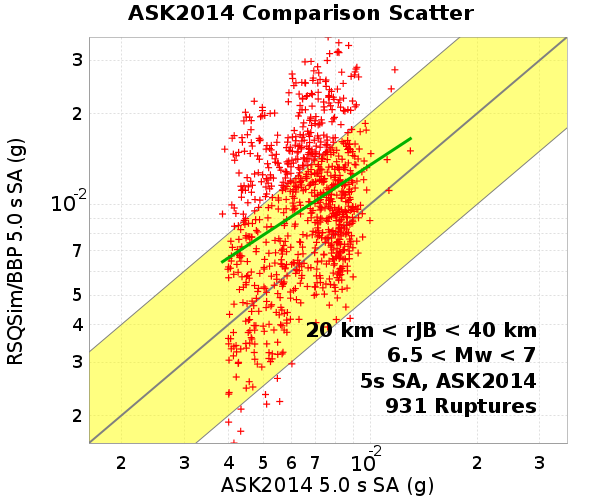 ASK2014 Comparison Scatter
RSQSim/BBP 5.0 s SA (g)
3
2
10-2
7
5
4
3
2
20 km < rJB < 40 km
6.5 < Mw < 7
5s SA, ASK2014
931 Ruptures
2 3 4 5 6 7 10-2 2 3
ASK2014 5.0 s SA (g)